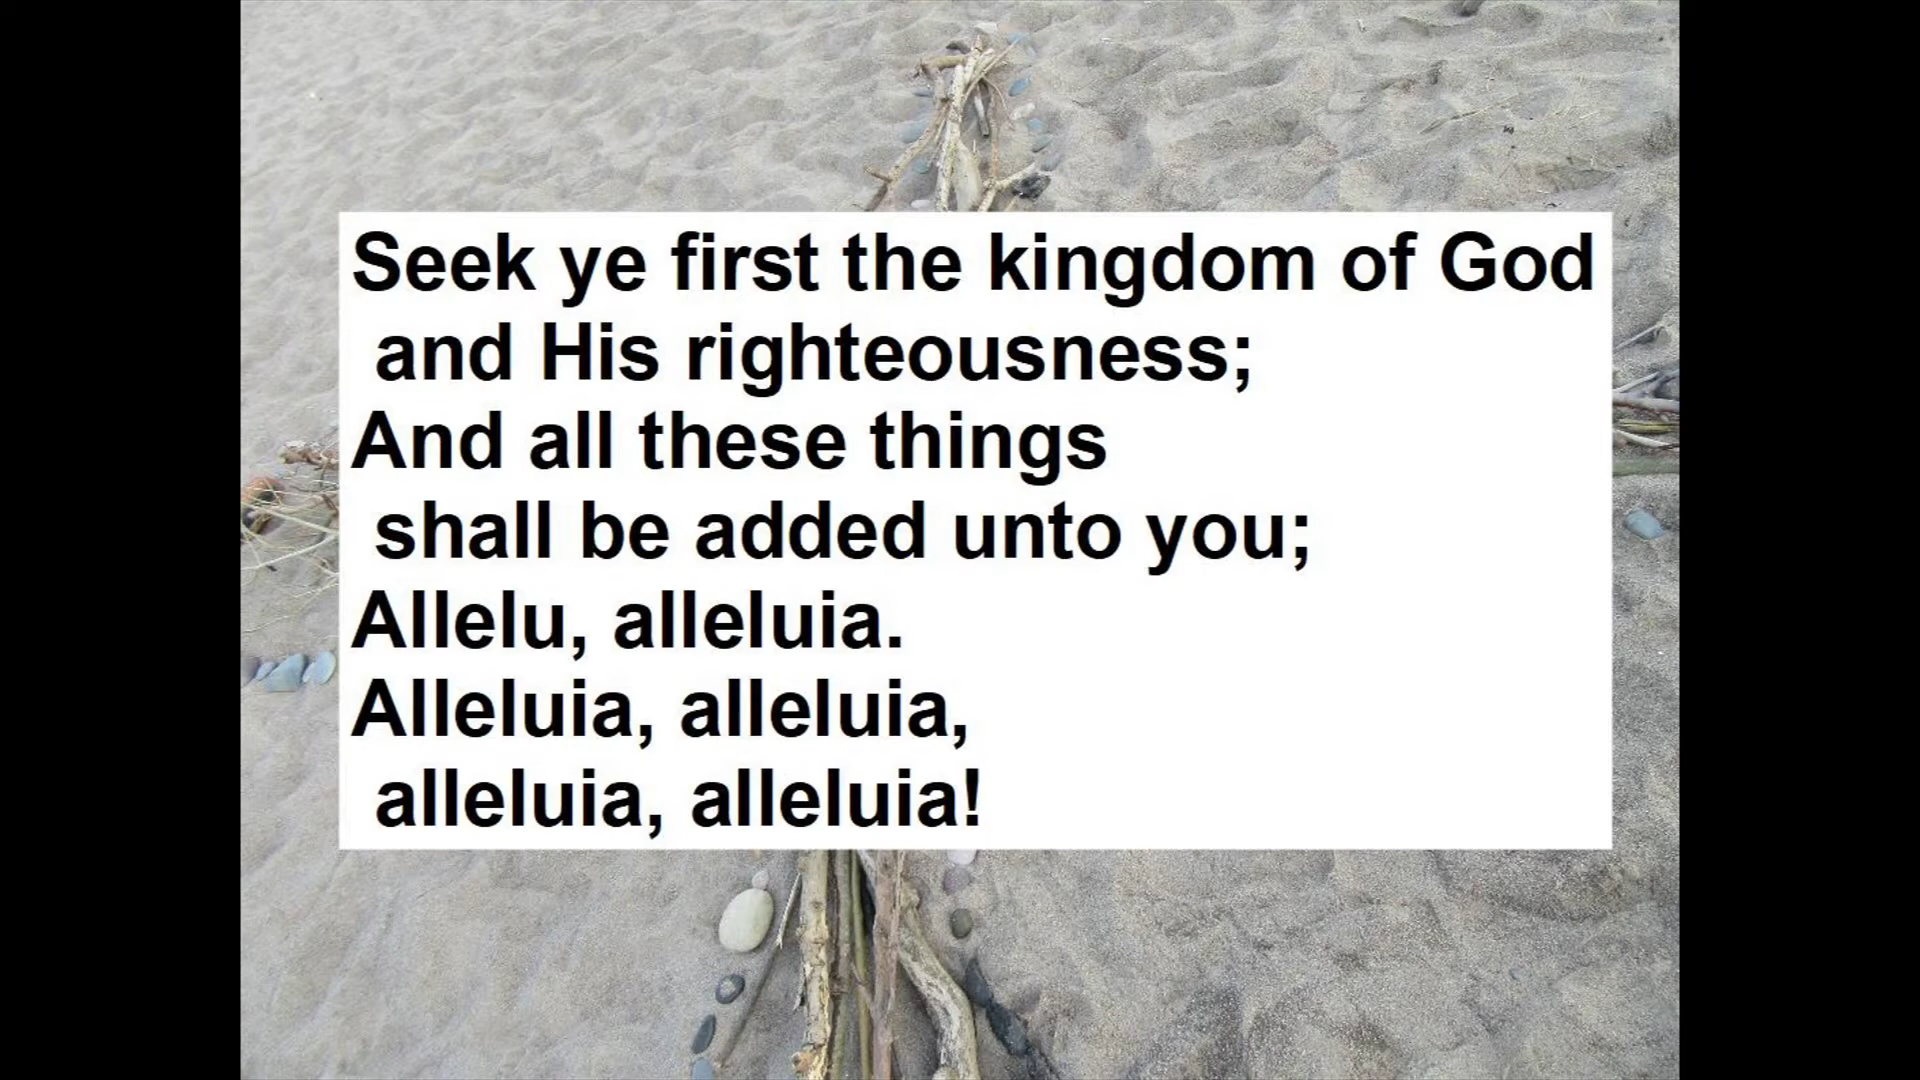 Seek ye first the kingdom of God
and His righteousness;
And all these things
shall be added unto you;
Allelu, alleluia.
Alleluia, alleluia,
alleluia, alleluia!